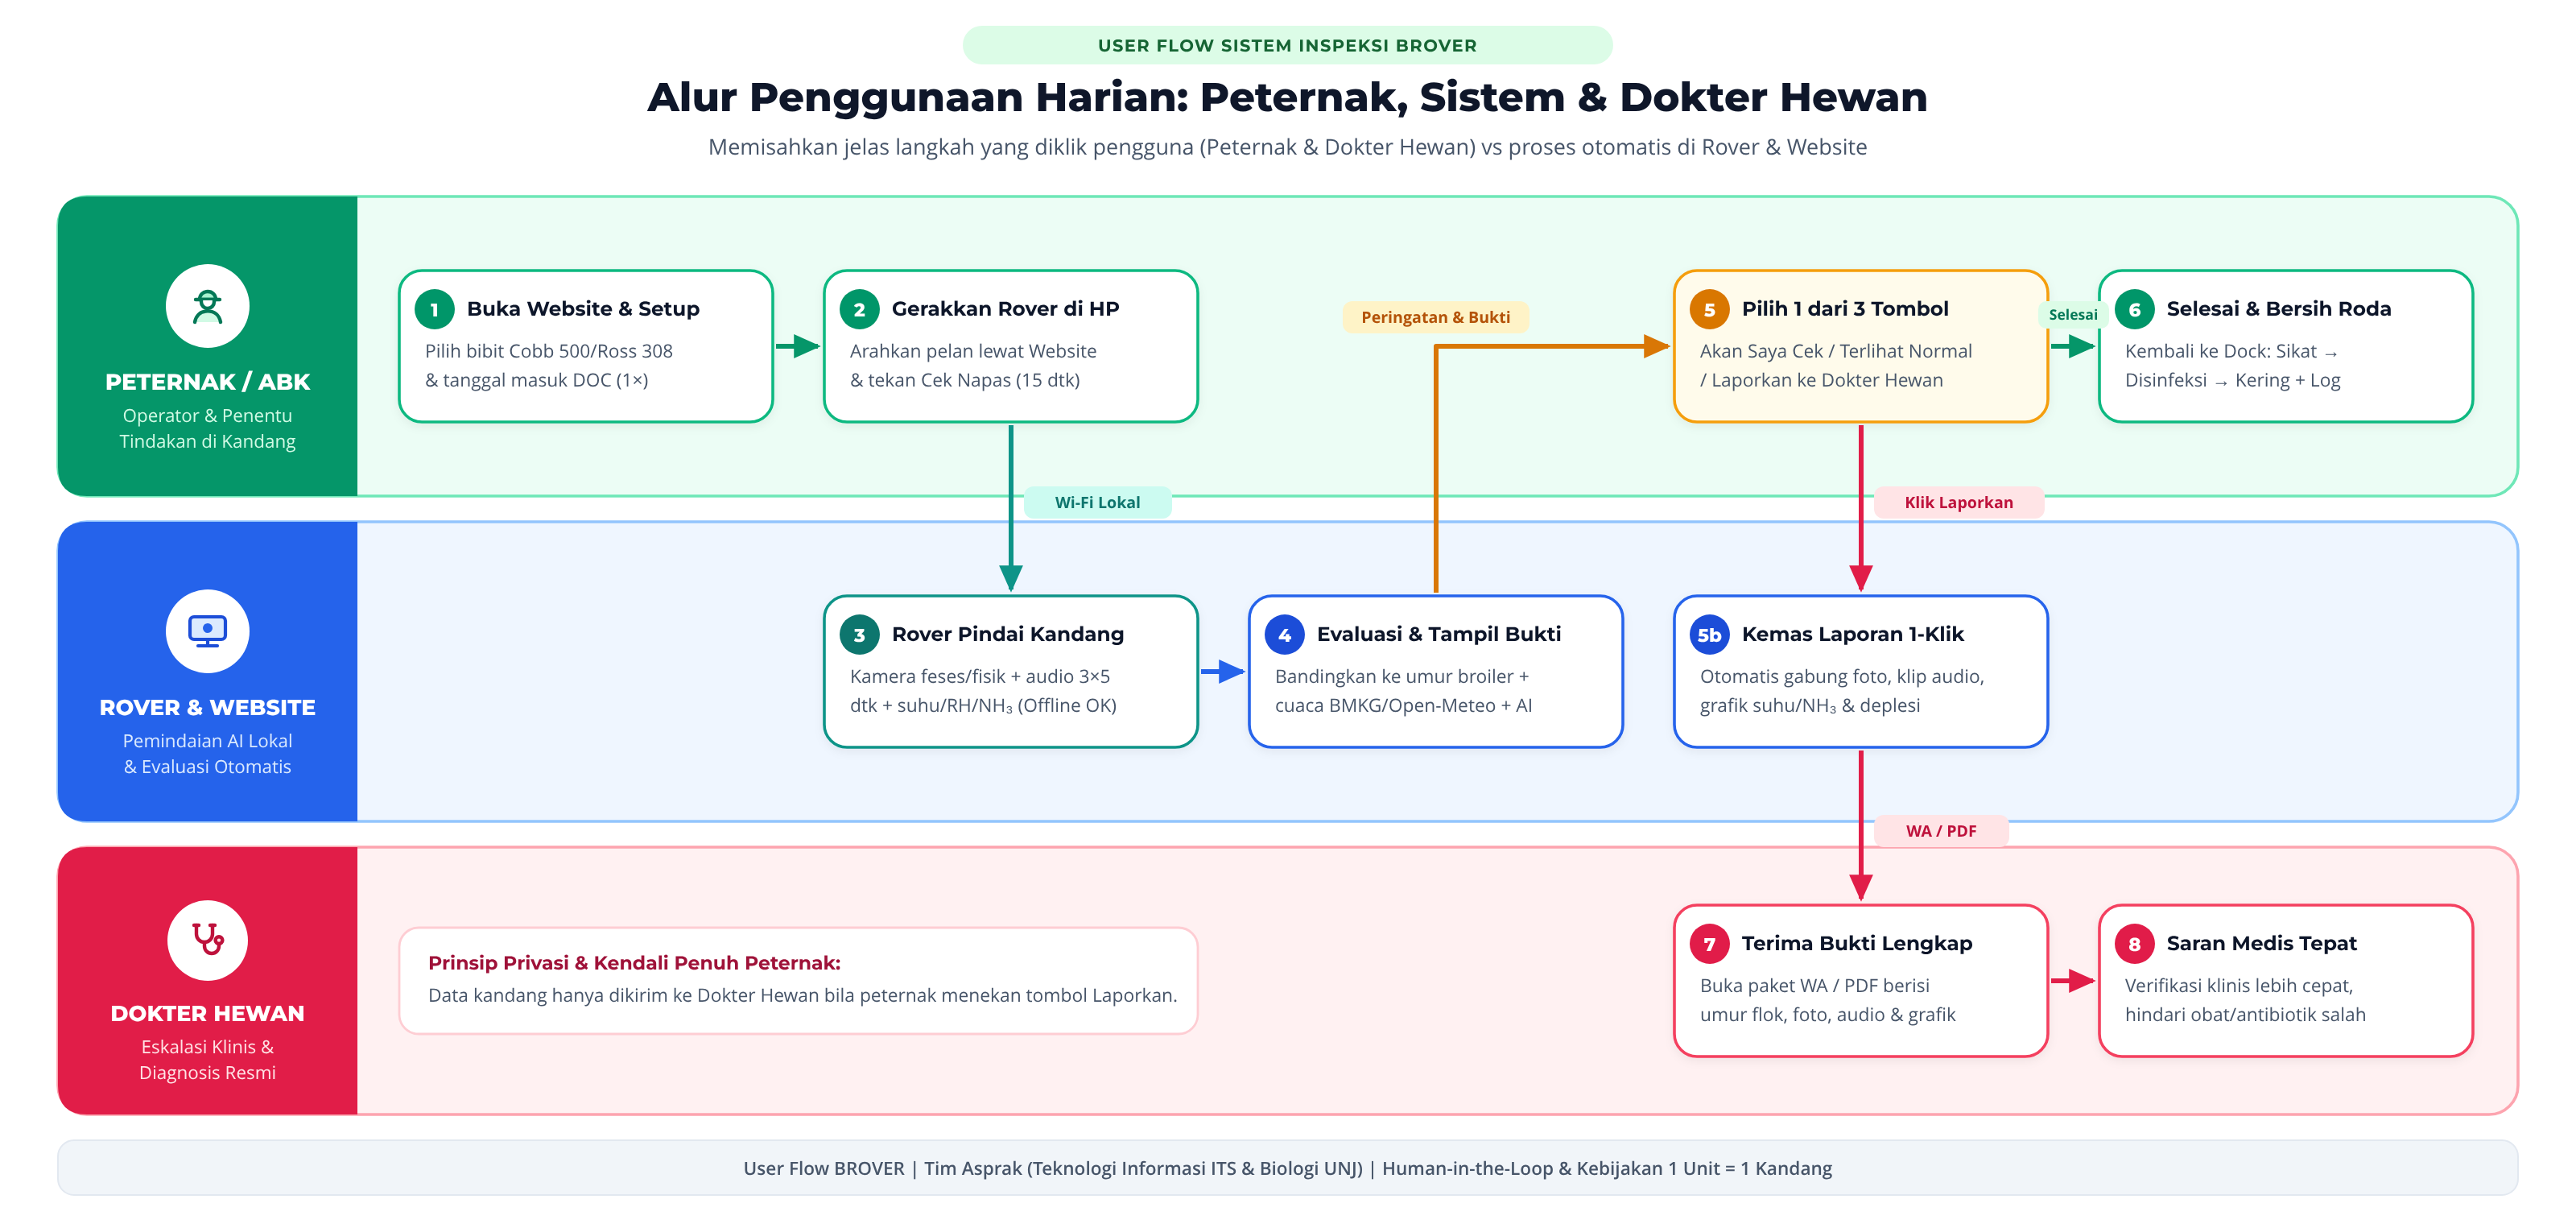 USER FLOW SISTEM INSPEKSI BROVER
Alur Penggunaan Harian: Peternak, Sistem & Dokter Hewan
Memisahkan jelas langkah yang diklik pengguna (Peternak & Dokter Hewan) vs proses otomatis di Rover & Website
PETERNAK / ABK
Operator & Penentu
Tindakan di Kandang
1 Buka Website & Setup
Pilih bibit Cobb 500/Ross 308
& tanggal masuk DOC (1×)
2 Gerakkan Rover di HP
Arahkan pelan lewat Website
& tekan Cek Napas (15 dtk)
Peringatan & Bukti
5 Pilih 1 dari 3 Tombol
Akan Saya Cek / Terlihat Normal
/ Laporkan ke Dokter Hewan
Selesai
6 Selesai & Bersih Roda
Kembali ke Dock: Sikat →
Disinfeksi → Kering + Log
Wi-Fi Lokal
Klik Laporkan
ROVER & WEBSITE
Pemindaian AI Lokal
& Evaluasi Otomatis
3 Rover Pindai Kandang
Kamera feses/fisik + audio 3×5
dtk + suhu/RH/NH₃ (Offline OK)
4 Evaluasi & Tampil Bukti
Bandingkan ke umur broiler +
cuaca BMKG/Open-Meteo + AI
5b Kemas Laporan 1-Klik
Otomatis gabung foto, klip audio,
grafik suhu/NH₃ & deplesi
WA / PDF
DOKTER HEWAN
Eskalasi Klinis &
Diagnosis Resmi
Prinsip Privasi & Kendali Penuh Peternak:
Data kandang hanya dikirim ke Dokter Hewan bila peternak menekan tombol Laporkan.
7 Terima Bukti Lengkap
Buka paket WA / PDF berisi
umur flok, foto, audio & grafik
8 Saran Medis Tepat
Verifikasi klinis lebih cepat,
hindari obat/antibiotik salah
User Flow BROVER | Tim Asprak (Teknologi Informasi ITS & Biologi UNJ) | Human-in-the-Loop & Kebijakan 1 Unit = 1 Kandang